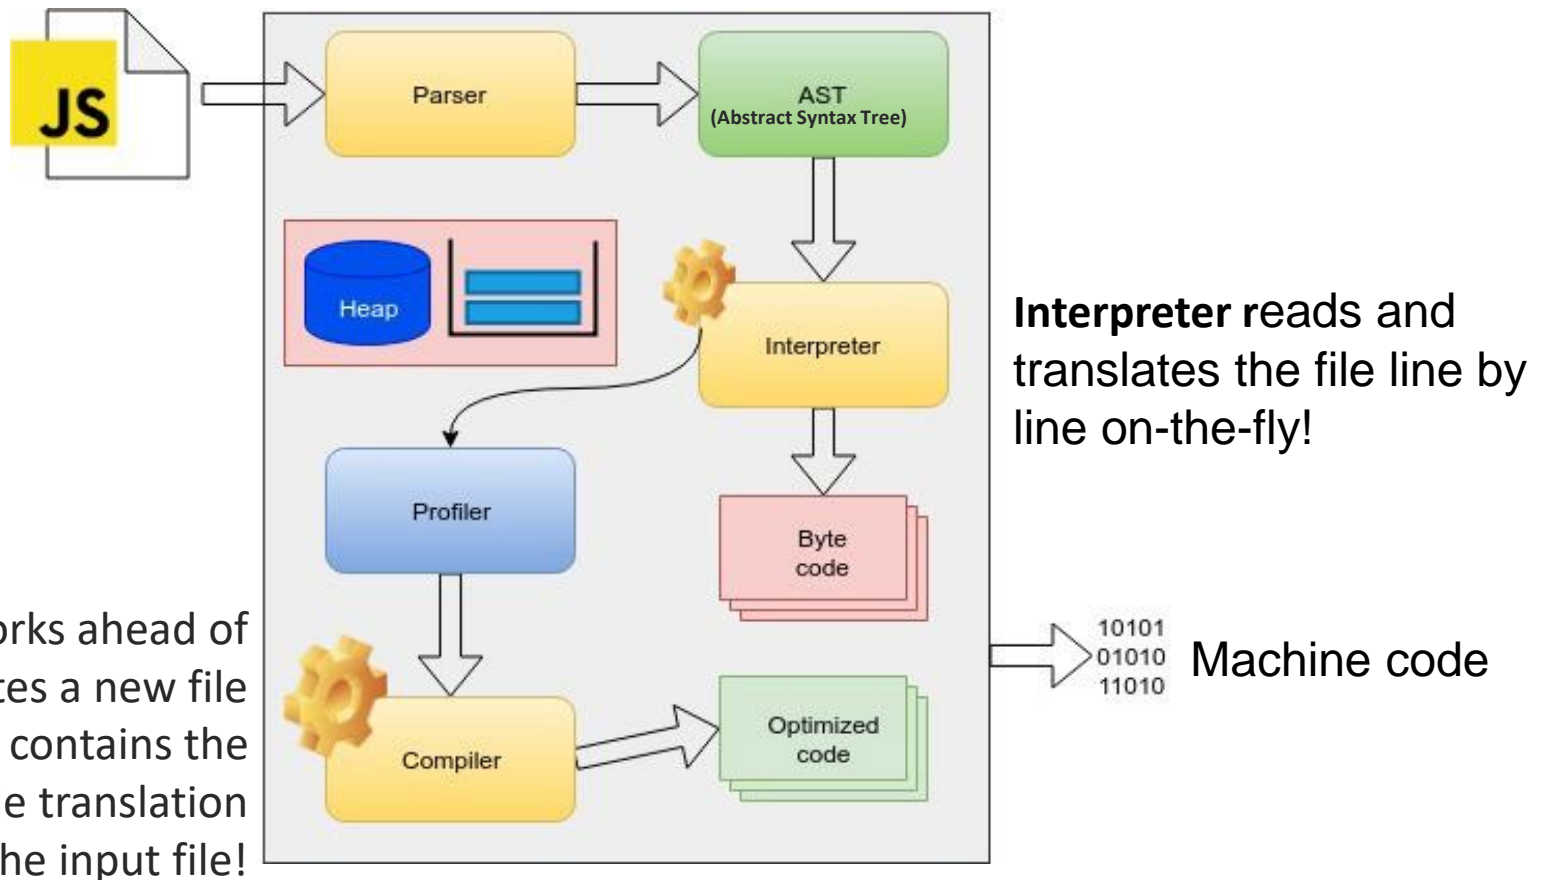 JS
Parser
AST
(Abstract Syntax Tree)
Heap
Interpreter
Interpreter reads and
translates the file line by
line on-the-fly!
Profiler
Byte
code
orks ahead of
tes a new file
contains the
e translation
he input file!
Compiler
Optimized
code
10101
01010
11010
Machine code